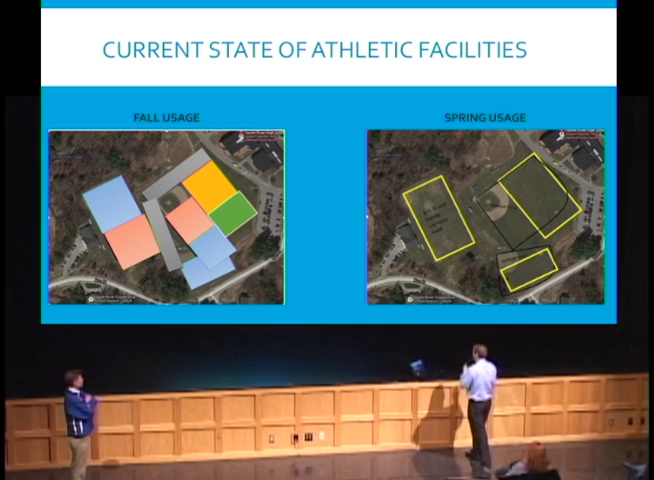 CURRENT STATE OF ATHLETIC FACILITIES
FALL USAGE
SPRING USAGE